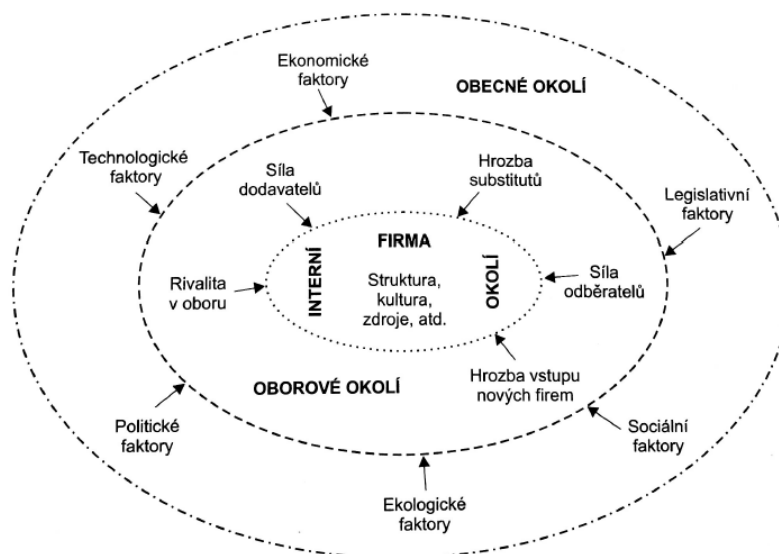 Ekonomické
faktory
OBECNÉ OKOLÍ
Technologické
faktory
Síla
dodavatelů
Hrozba
substitutů
Legislativní
faktory
FIRMA
INTERNÍ
OKOLÍ
Struktura,
kultura,
zdroje, atd.
Rivalita
v oboru
Síla
odběratelů
OBOROVÉ OKOLÍ
Hrozba vstupu
nových firem
Politické
faktory
Sociální
faktory
Ekologické
faktory